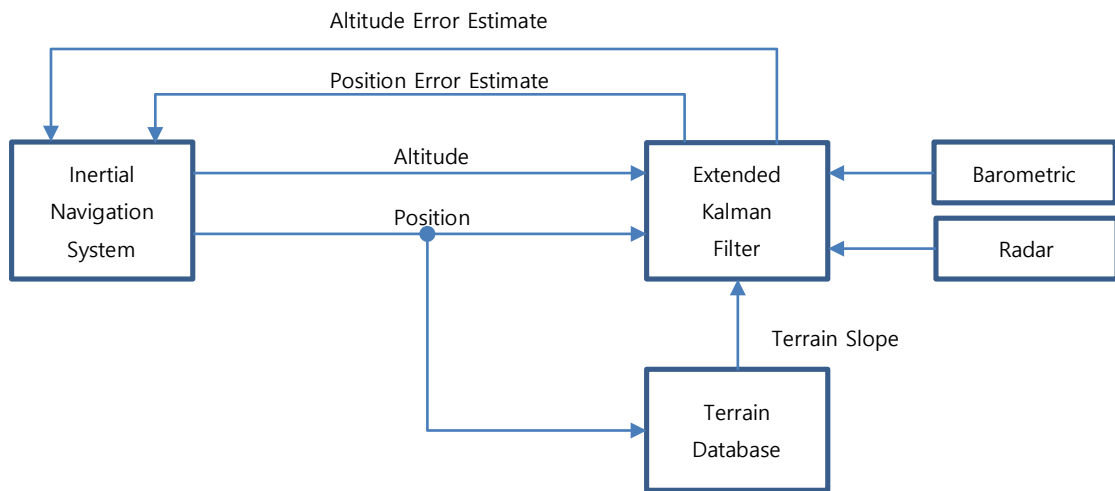 Altitude Error Estimate
Position Error Estimate
Inertial
Navigation
System
Altitude
Position
Extended
Kalman
Filter
Barometric
Radar
Terrain Slope
Terrain
Database